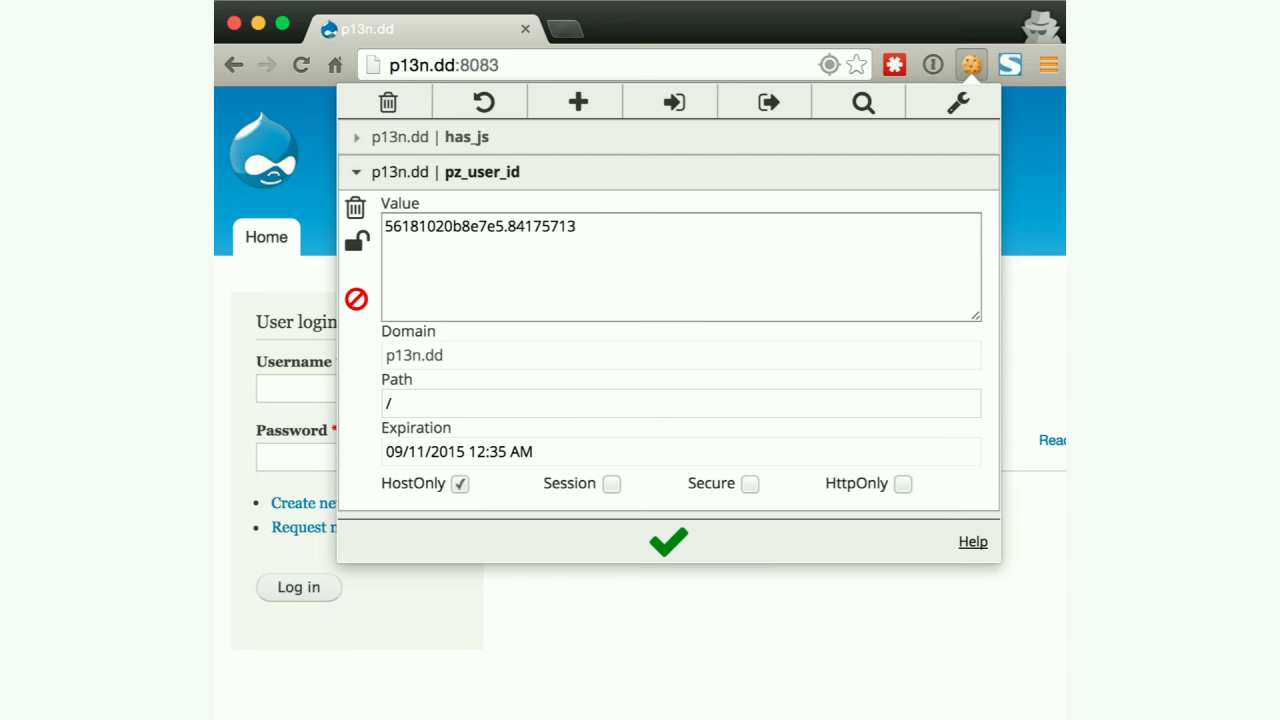 p13n.dd
p13n.dd:8083
p13n.dd | has_js
p13n.dd | pz_user_id
Value
56181020b8e7e5.84175713
Domain
p13n.dd
Path
/
Expiration
09/11/2015 12:35 AM
HostOnly Session Secure HttpOnly
Help
Home
User login
Username
Password *
Create ne
Request
Log in
Read